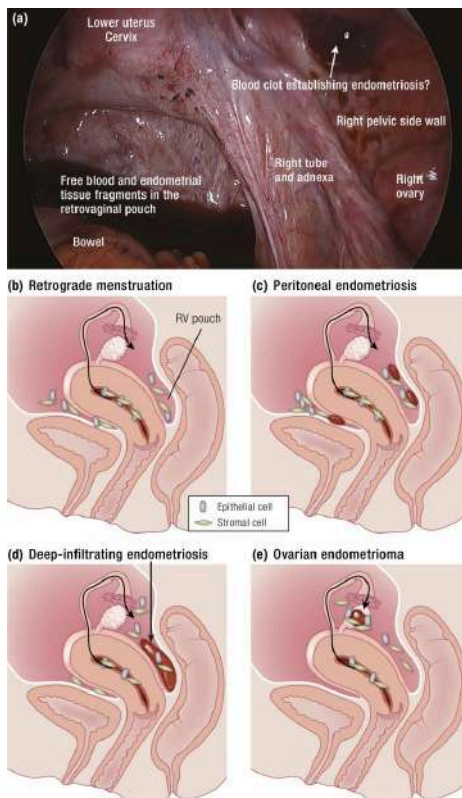 (a)
Lower uterus
Cervix
Blood clot establishing endometriosis?
Right pelvic side wall
Right tube
and adnexa
Right
ovary
Free blood and endometrial
tissue fragments in the
retrovaginal pouch
Bowel
(b) Retrograde menstruation
(c) Peritoneal endometriosis
RV pouch
Epithelial cell
Stromal cell
(d) Deep-infiltrating endometriosis
(e) Ovarian endometrioma